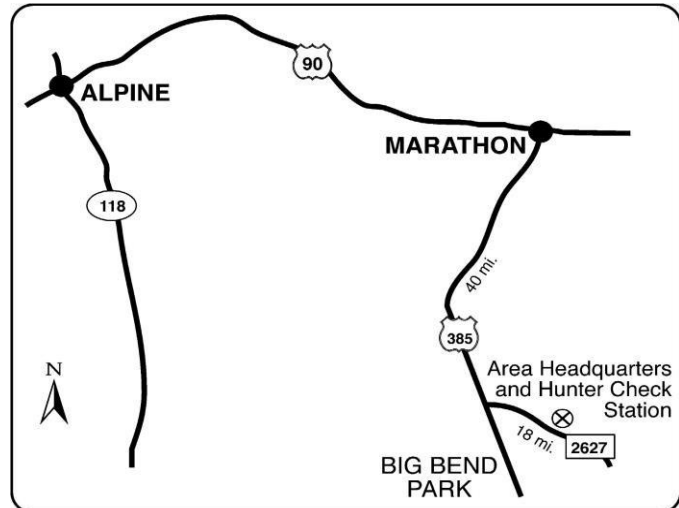 90
ALPINE
MARATHON
118
40 mi.
385
N
Area Headquarters
and Hunter Check
Station
18 mi.
2627
BIG BEND
PARK